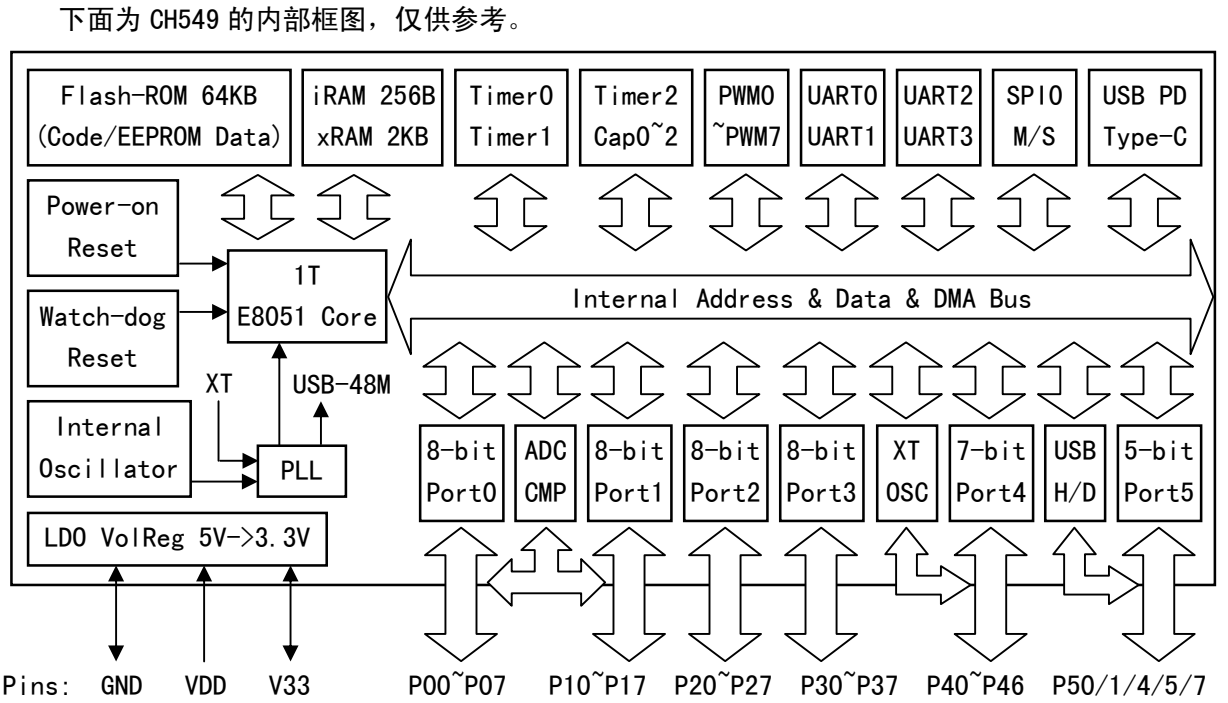 下面为 CH549 的内部框图，仅供参考。
Flash-ROM 64KB
(Code/EEPROM Data)
iRAM 256B
xRAM 2KB
Timer0
Timer1
Timer2
Cap0~2
PWM0
~PWM7
UART0
UART1
UART2
UART3
SPI0
M/S
USB PD
Type-C
Power-on
Reset
1T
E8051 Core
Internal Address & Data & DMA Bus
Watch-dog
Reset
XT
USB-48M
Internal
Oscillator
PLL
8-bit
Port0
ADC
CMP
8-bit
Port1
8-bit
Port2
8-bit
Port3
XT
OSC
7-bit
Port4
USB
H/D
5-bit
Port5
LDO VolReg 5V->3.3V
Pins: GND VDD V33 P00~P07 P10~P17 P20~P27 P30~P37 P40~P46 P50/1/4/5/7